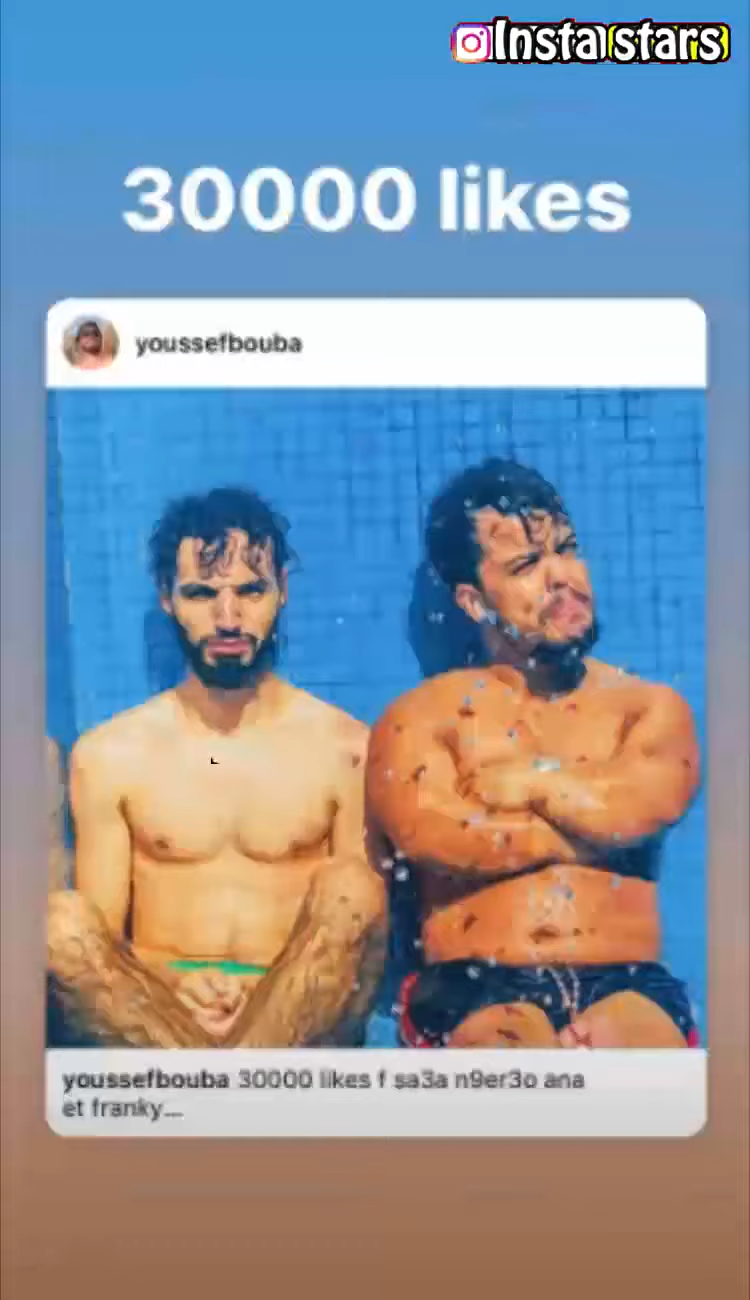 Insta stars
30000 likes
youssefbouba
youssefbouba 30000 likes f sa3a n9er3o ana
et franky...